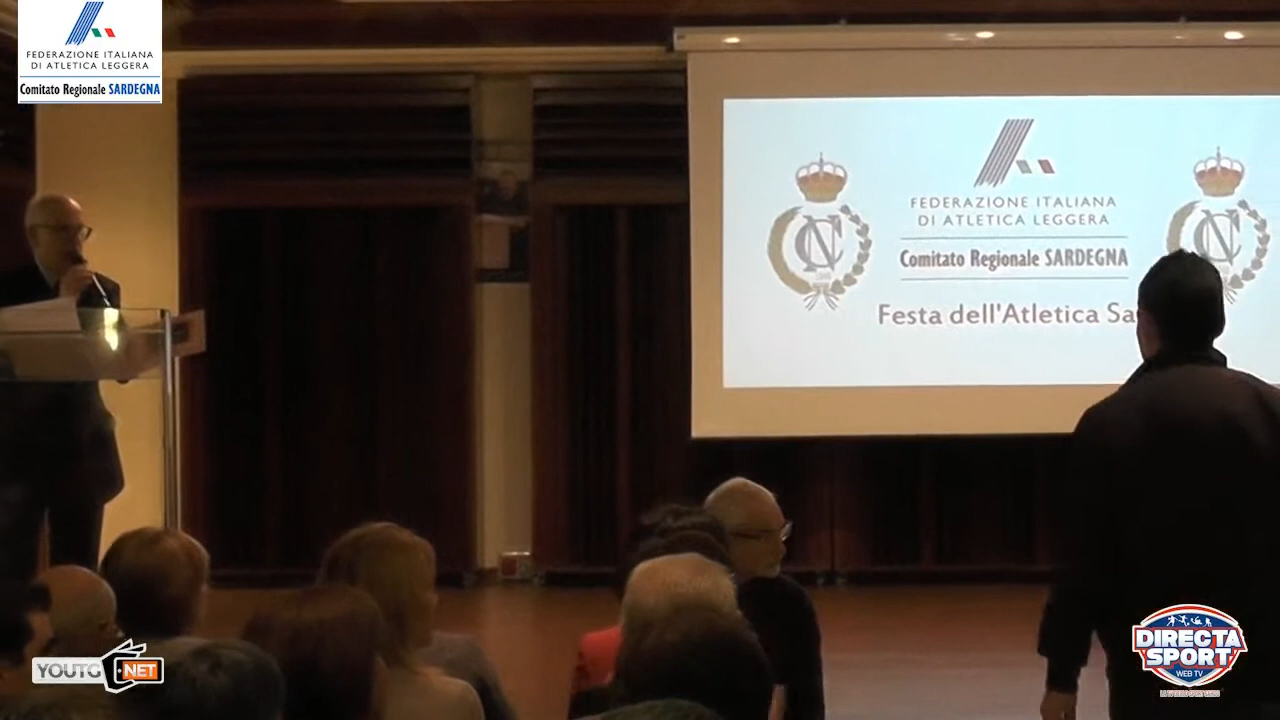 FEDERAZIONE ITALIANA
DI ATLETICA LEGGERA
Comitato Regionale SARDEGNA
FEDERAZIONE ITALIANA
DI ATLETICA LEGGERA
Comitato Regionale SARDEGNA
Festa dell'Atletica Sa
YOUTG.NET
DIRECTA
SPORT
WEB TV